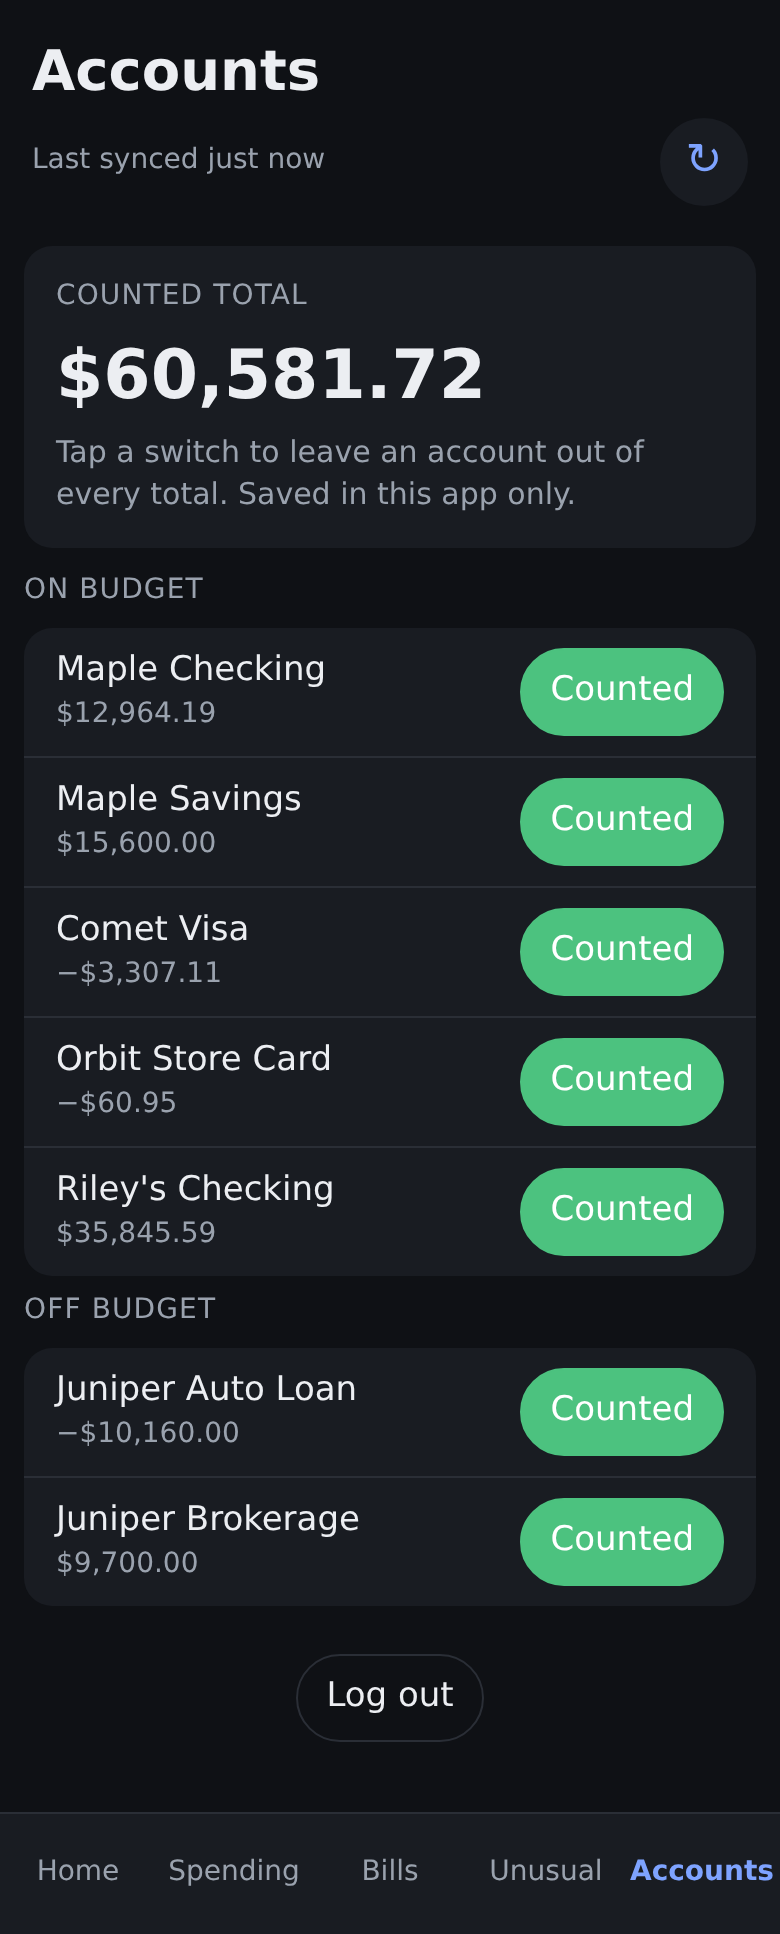 Accounts
Last synced just now
↻
COUNTED TOTAL
$60,581.72
Tap a switch to leave an account out of
every total. Saved in this app only.
ON BUDGET
Maple Checking
$12,964.19
Counted
Maple Savings
$15,600.00
Counted
Comet Visa
−$3,307.11
Counted
Orbit Store Card
−$60.95
Counted
Riley's Checking
$35,845.59
Counted
OFF BUDGET
Juniper Auto Loan
−$10,160.00
Counted
Juniper Brokerage
$9,700.00
Counted
Log out
Home Spending Bills Unusual Accounts